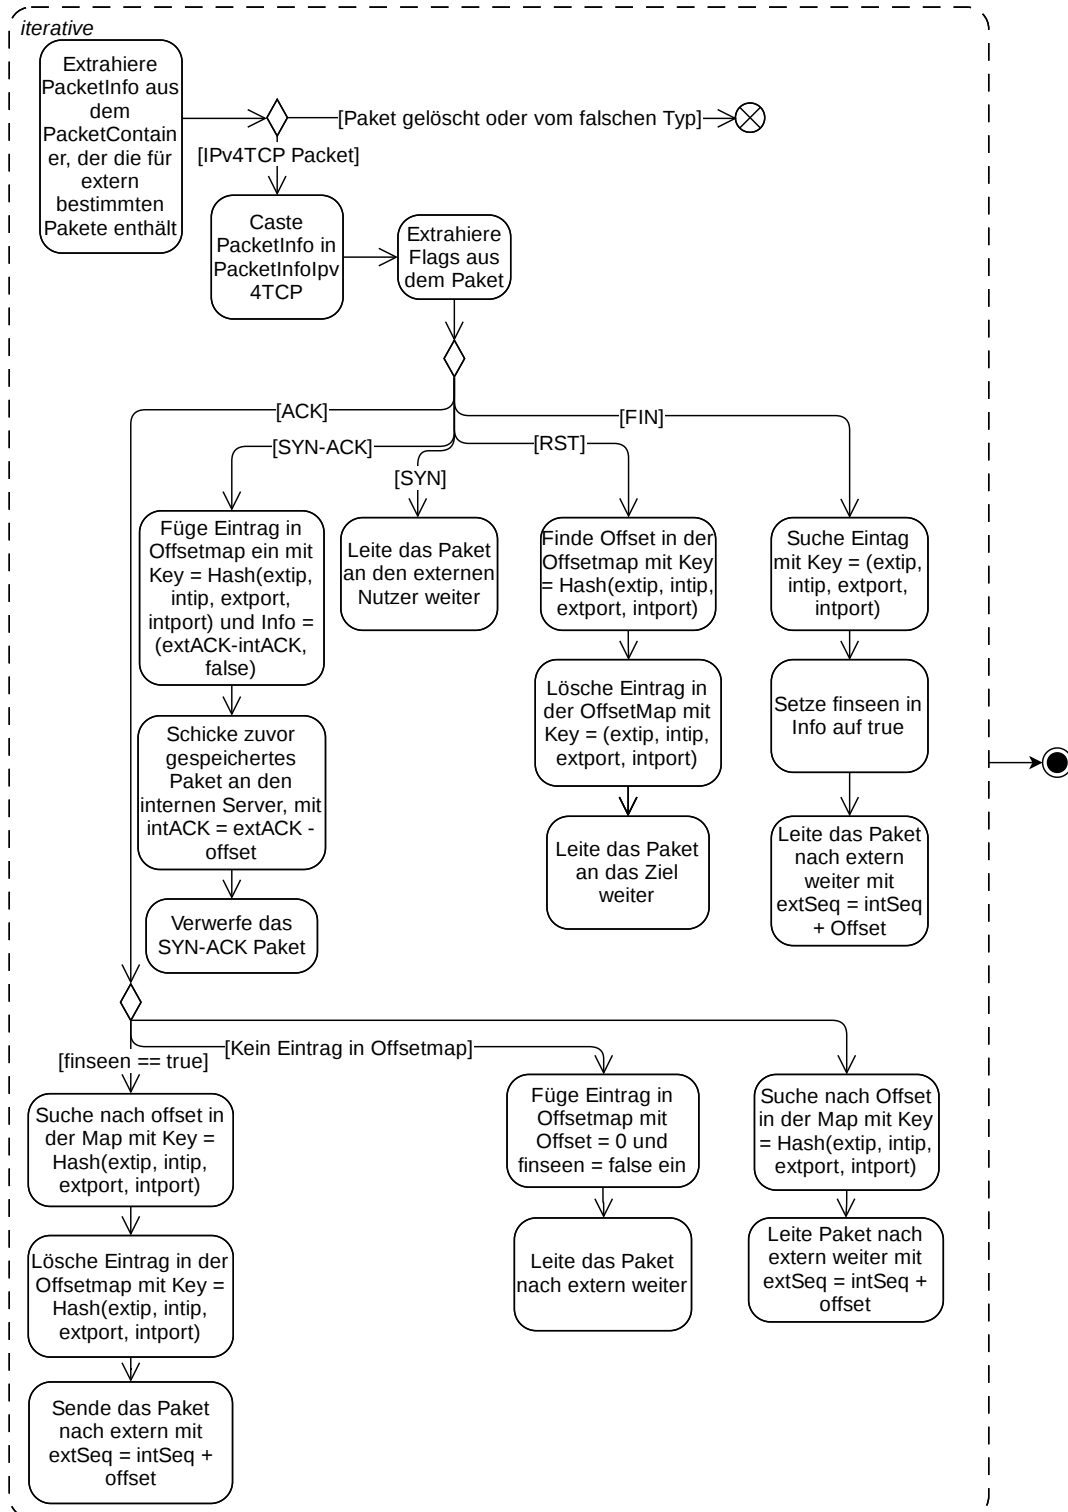 iterative
Extrahiere
PacketInfo aus
dem
PacketContain
er, der die für
extern
bestimmten
Pakete enthält
[Paket gelöscht oder vom falschen Typ]
[IPv4TCP Packet]
Caste
PacketInfo in
PacketInfoIpv
4TCP
Extrahiere
Flags aus
dem Paket
[ACK]
[SYN-ACK]
[SYN]
[RST]
[FIN]
Füge Eintrag in
Offsetmap ein mit
Key = Hash(extip,
intip, extport,
intport) und Info =
(extACK-intACK,
false)
Schicke zuvor
gespeichertes
Paket an den
internen Server, mit
intACK = extACK -
offset
Verwerfe das
SYN-ACK Paket
Leite das Paket
an den externen
Nutzer weiter
Finde Offset in der
Offsetmap mit Key
= Hash(extip, intip,
extport, intport)
Lösche Eintrag in
der OffsetMap mit
Key = (extip, intip,
extport, intport)
Leite das Paket
an das Ziel
weiter
Suche Eintag
mit Key = (extip,
intip, extport,
intport)
Setze finseen in
Info auf true
Leite das Paket
nach extern
weiter mit
extSeq = intSeq
+ Offset
[finseen == true]
[Kein Eintrag in Offsetmap]
Suche nach offset in
der Map mit Key =
Hash(extip, intip,
extport, intport)
Lösche Eintrag in der
Offsetmap mit Key =
Hash(extip, intip,
extport, intport)
Sende das Paket
nach extern mit
extSeq = intSeq +
offset
Füge Eintrag in
Offsetmap mit
Offset = 0 und
finseen = false ein
Leite das Paket
nach extern weiter
Suche nach Offset
in der Map mit Key
= Hash(extip, intip,
extport, intport)
Leite Paket nach
extern weiter mit
extSeq = intSeq +
offset